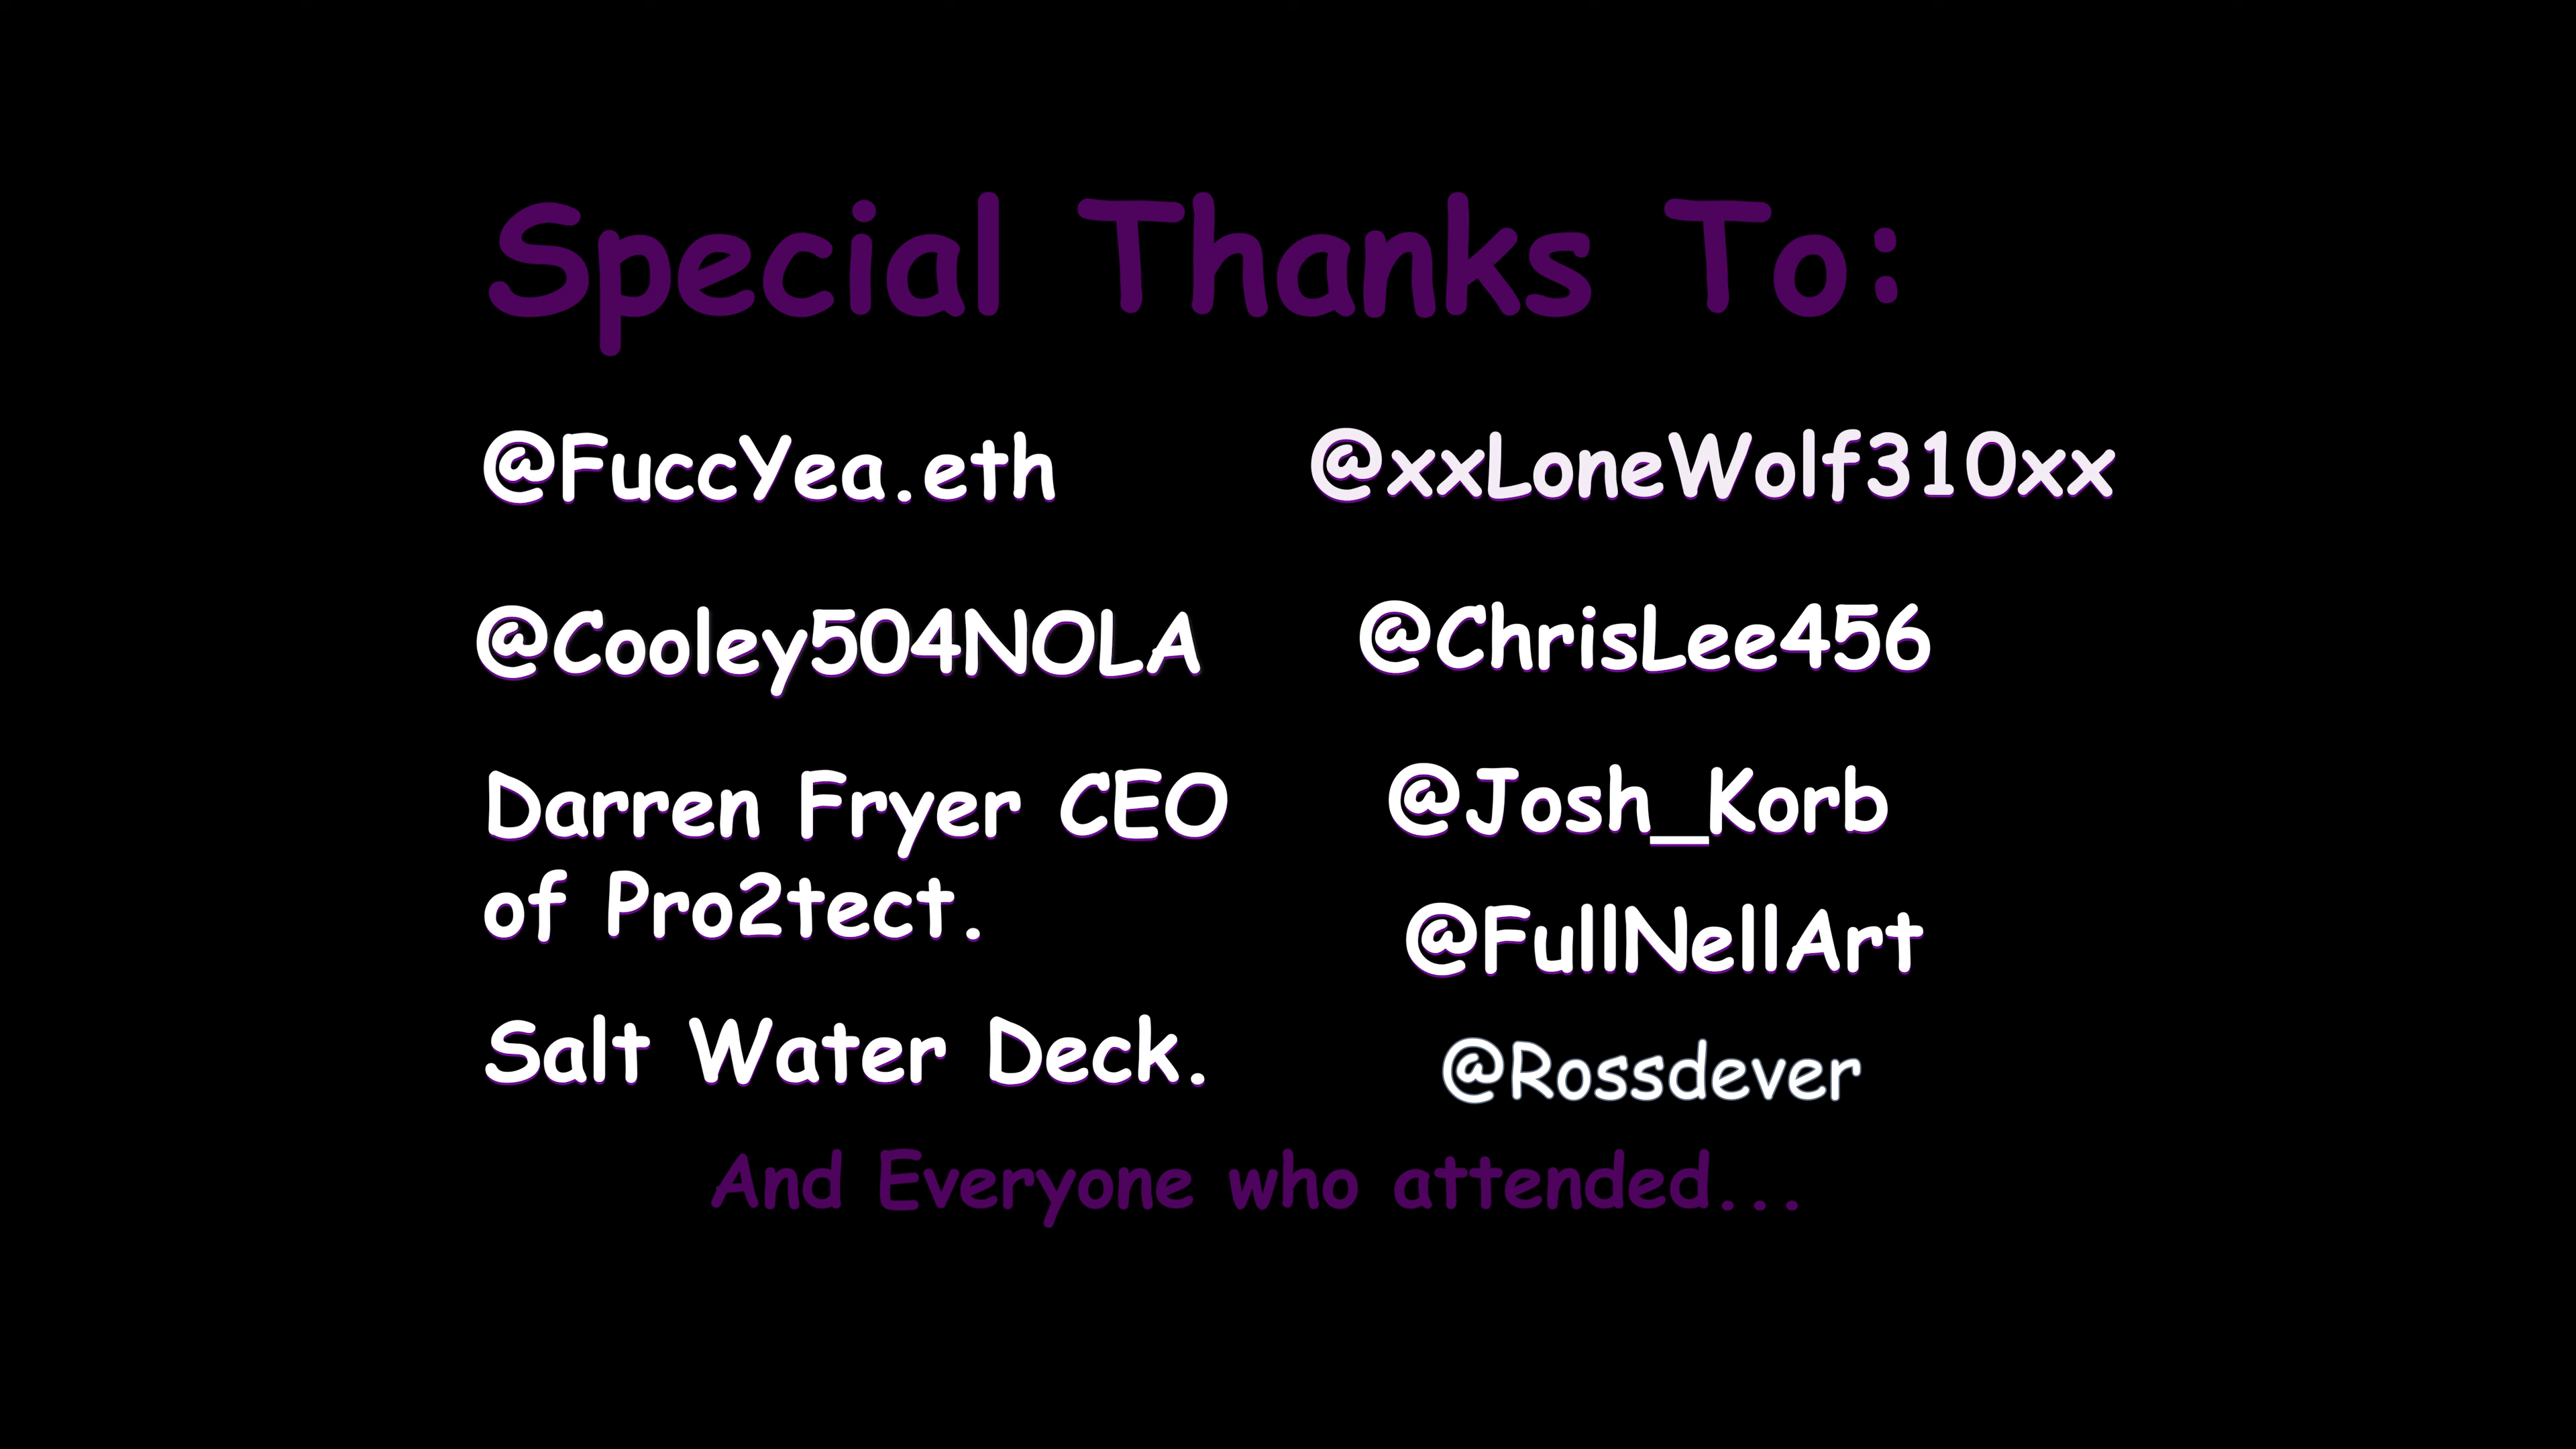 Special Thanks To:
@FuccYea.eth
@Cooley504NOLA
Darren Fryer CEO
of Pro2tect.
Salt Water Deck.
@xxLoneWolf310xx
@ChrisLee456
@Josh_Korb
@FullNellArt
@Rossdever
And Everyone who attended...